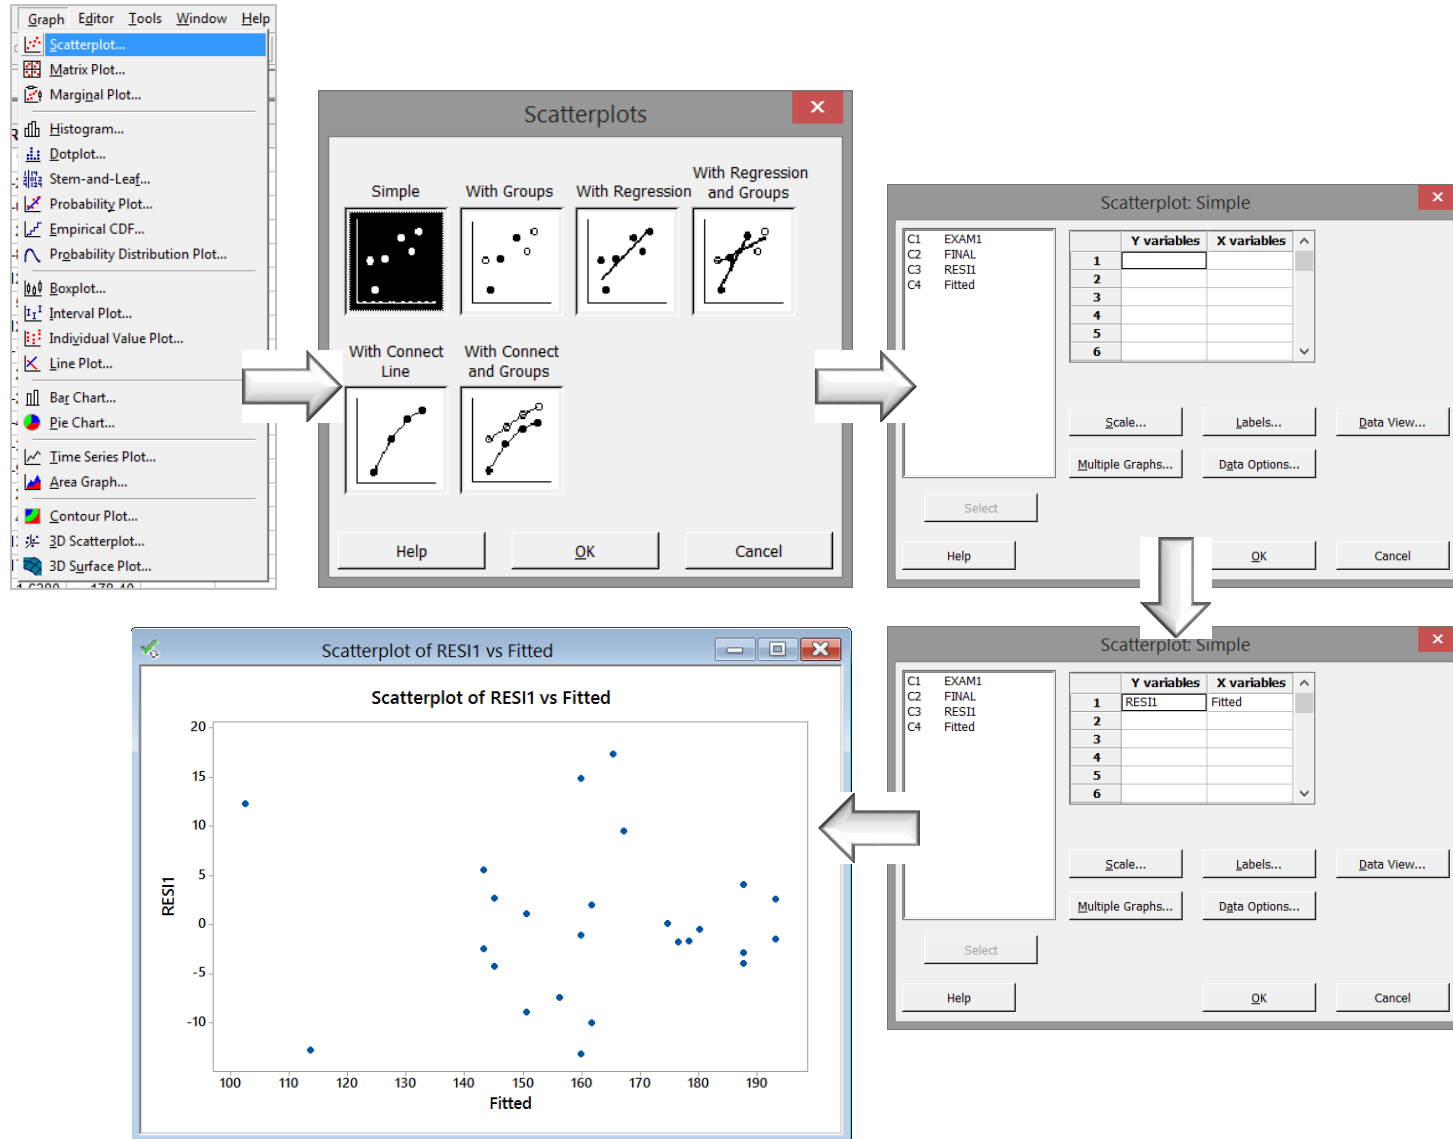 Graph Editor Tools Window Help
Scatterplot...
Matrix Plot...
Marginal Plot...
Histogram...
Dotplot...
Stem-and-Leaf...
Probability Plot...
Empirical CDF...
Probability Distribution Plot...
Boxplot...
Interval Plot...
Individual Value Plot...
Line Plot...
Bar Chart...
Pie Chart...
Time Series Plot...
Area Graph...
Contour Plot...
3D Scatterplot...
3D Surface Plot...
Scatterplots
Simple
With Groups
With Regression
With Regression
and Groups
With Connect
Line
With Connect
and Groups
Help OK Cancel
Scatterplot: Simple
C1 EXAM1
C2 FINAL
C3 RESI1
C4 Fitted
Y variables X variables
1
2
3
4
5
6
Scale... Labels... Data View...
Multiple Graphs... Data Options...
Select
Help OK Cancel
Scatterplot: Simple
C1 EXAM1
C2 FINAL
C3 RESI1
C4 Fitted
Y variables X variables
1 RESI1 Fitted
2
3
4
5
6
Scale... Labels... Data View...
Multiple Graphs... Data Options...
Select
Help OK Cancel
Scatterplot of RESI1 vs Fitted
Scatterplot of RESI1 vs Fitted
RESI1
20
15
10
5
0
-5
-10
100 110 120 130 140 150 160 170 180 190
Fitted